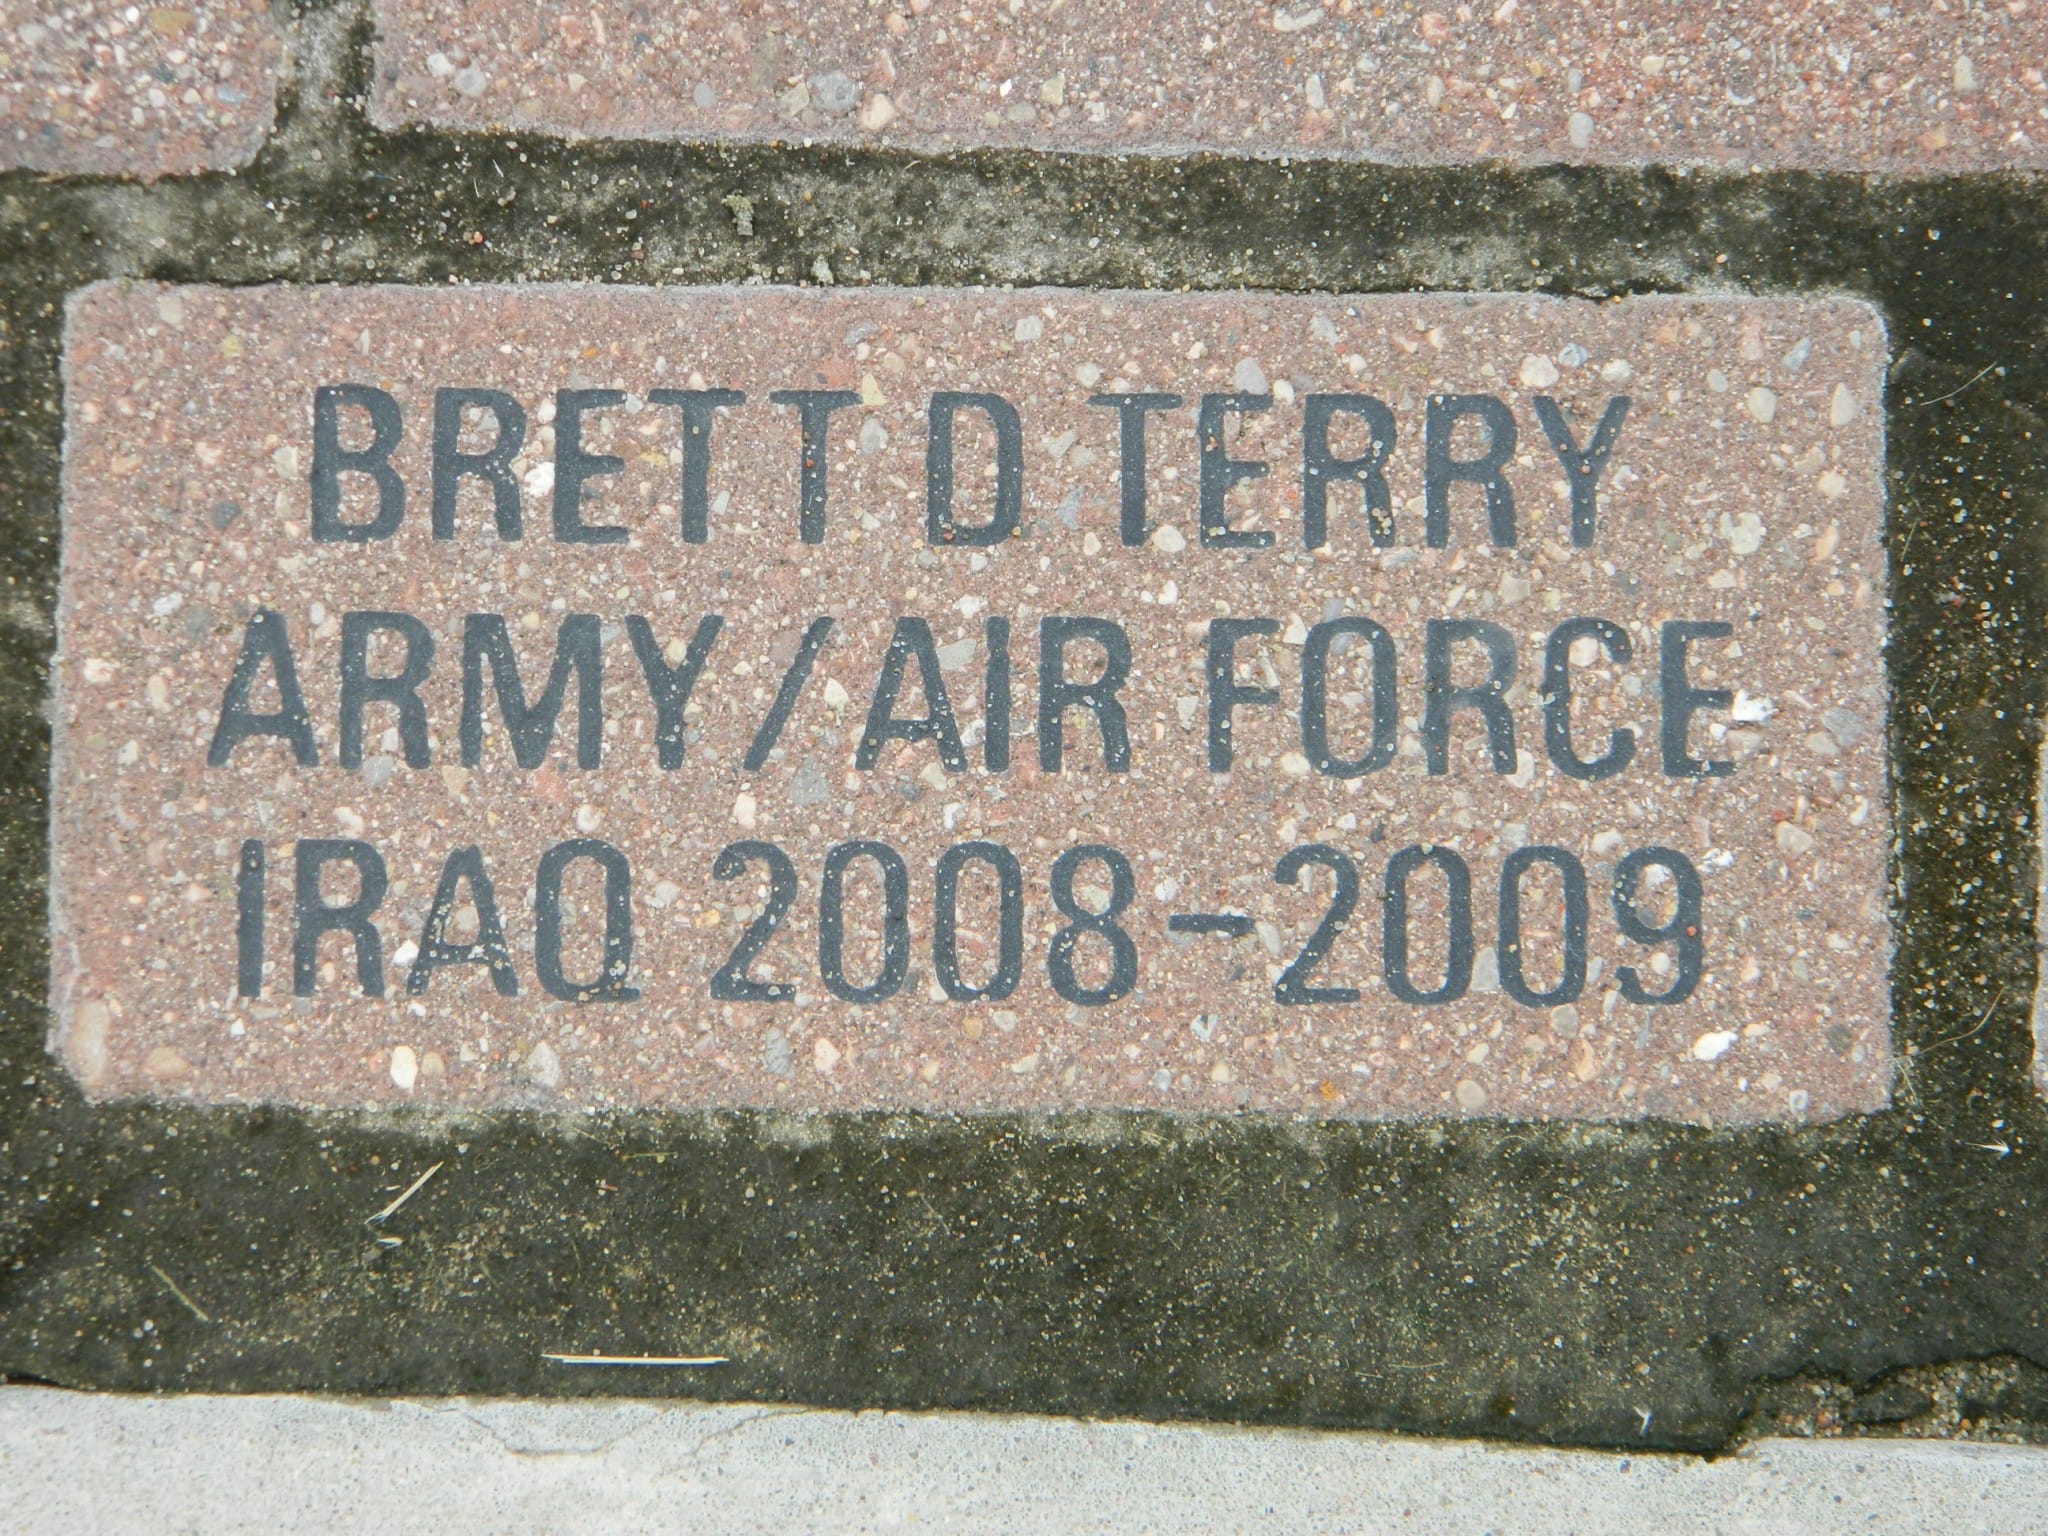 BRETT D TERRY
ARMY/AIR FORCE
IRAQ 2008-2009